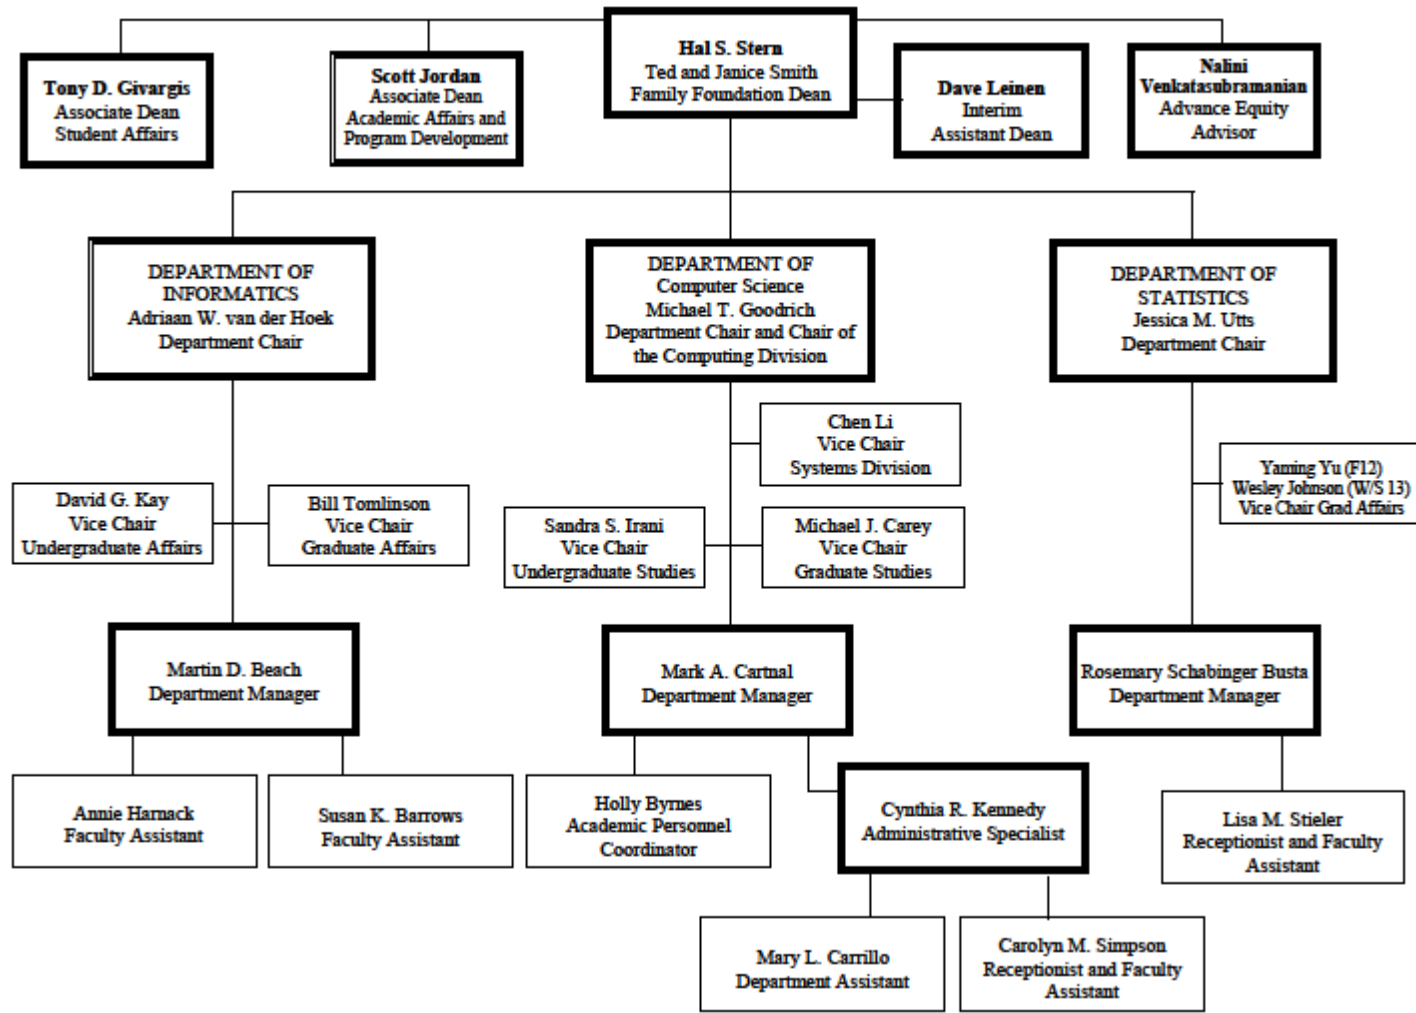 Hal S. Stern
Ted and Janice Smith
Family Foundation Dean
Tony D. Givargis
Associate Dean
Student Affairs
Scott Jordan
Associate Dean
Academic Affairs and
Program Development
Dave Leinen
Interim
Assistant Dean
Nalini
Venkatasubramanian
Advance Equity
Advisor
DEPARTMENT OF
INFORMATICS
Adriaan W. van der Hoek
Department Chair
DEPARTMENT OF
Computer Science
Michael T. Goodrich
Department Chair and Chair of
the Computing Division
DEPARTMENT OF
STATISTICS
Jessica M. Utts
Department Chair
Chen Li
Vice Chair
Systems Division
David G. Kay
Vice Chair
Undergraduate Affairs
Bill Tomlinson
Vice Chair
Graduate Affairs
Sandra S. Irani
Vice Chair
Undergraduate Studies
Michael J. Carey
Vice Chair
Graduate Studies
Yaming Yu (F12)
Wesley Johnson (W/S 13)
Vice Chair Grad Affairs
Martin D. Beach
Department Manager
Mark A. Cartnal
Department Manager
Rosemary Schabinger Busta
Department Manager
Annie Harnack
Faculty Assistant
Susan K. Barrows
Faculty Assistant
Holly Byrnes
Academic Personnel
Coordinator
Cynthia R. Kennedy
Administrative Specialist
Lisa M. Stieler
Receptionist and Faculty
Assistant
Mary L. Carrillo
Department Assistant
Carolyn M. Simpson
Receptionist and Faculty
Assistant